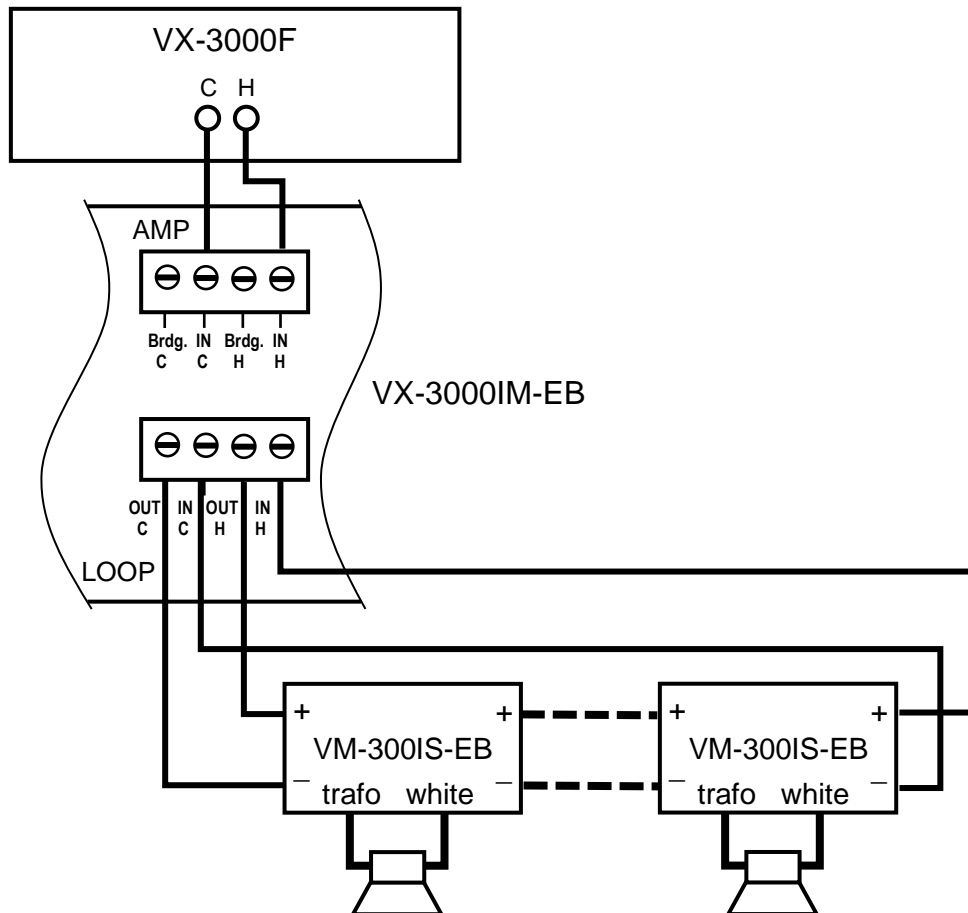 VX-3000F
C H
AMP
Brdg. IN Brdg. IN
C C H H
VX-3000IM-EB
OUT IN OUT IN
C C H H
LOOP
+ + + +
VM-300IS-EB VM-300IS-EB
– – – –
trafo white trafo white